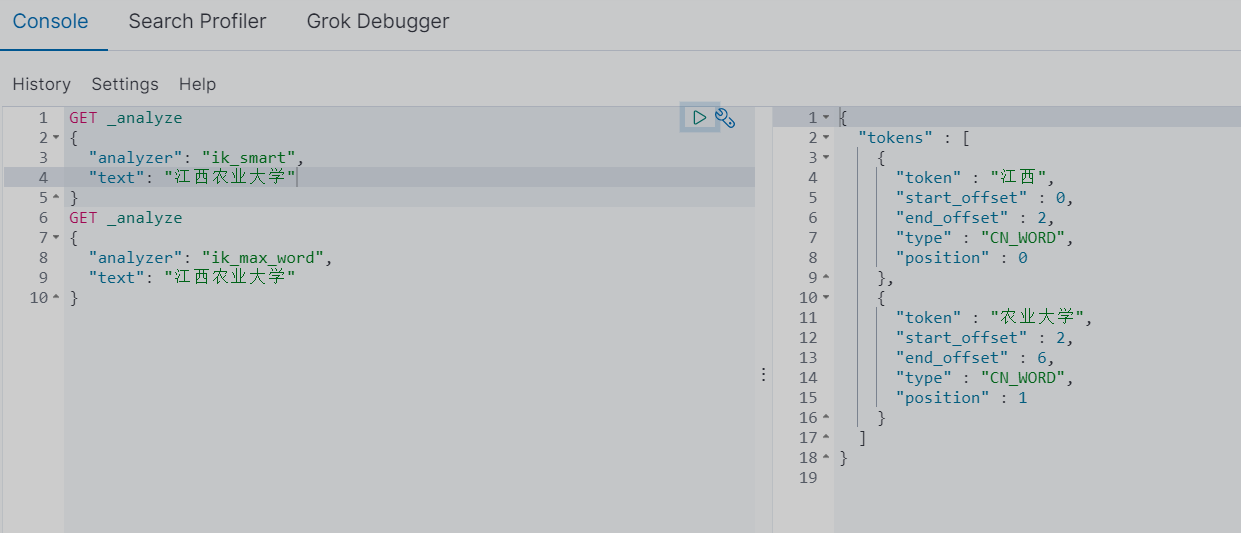 Console Search Profiler Grok Debugger
History Settings Help
1 GET _analyze
2 {
3 "analyzer": "ik_smart",
4 "text": "江西农业大学"
5 }
6 GET _analyze
7 {
8 "analyzer": "ik_max_word",
9 "text": "江西农业大学"
10 }
1 {
2 "tokens" : [
3 {
4 "token" : "江西",
5 "start_offset" : 0,
6 "end_offset" : 2,
7 "type" : "CN_WORD",
8 "position" : 0
9 },
10 {
11 "token" : "农业大学",
12 "start_offset" : 2,
13 "end_offset" : 6,
14 "type" : "CN_WORD",
15 "position" : 1
16 }
17 ]
18 }
19